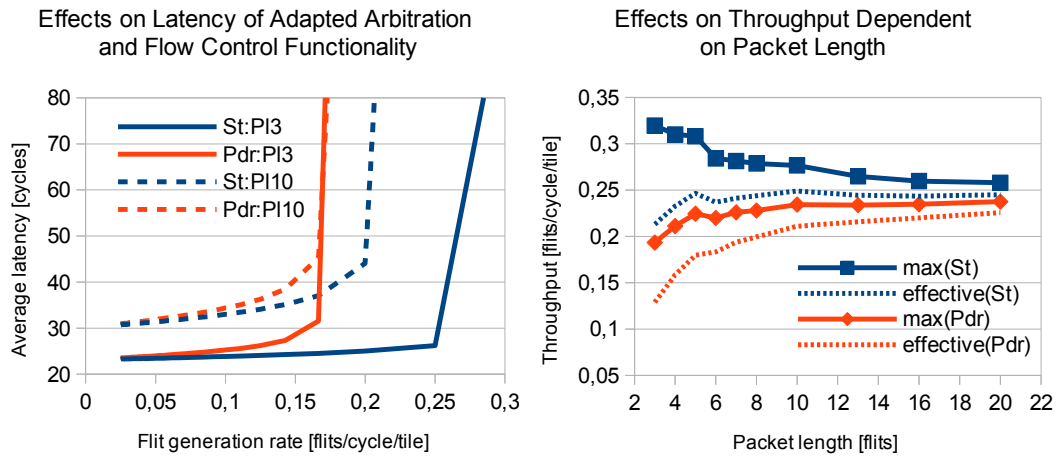 Effects on Latency of Adapted Arbitration
and Flow Control Functionality
80
70
60
50
40
30
20
0
0,05
0,1
0,15
0,2
0,25
0,3
Average latency [cycles]
Flit generation rate [flits/cycle/tile]
St:Pl3
Pdr:Pl3
St:Pl10
Pdr:Pl10
Effects on Throughput Dependent
on Packet Length
0,35
0,3
0,25
0,2
0,15
0,1
0,05
2
4
6
8
10
12
14
16
18
20
22
Throughput [flits/cycle/tile]
Packet length [flits]
max(St)
effective(St)
max(Pdr)
effective(Pdr)